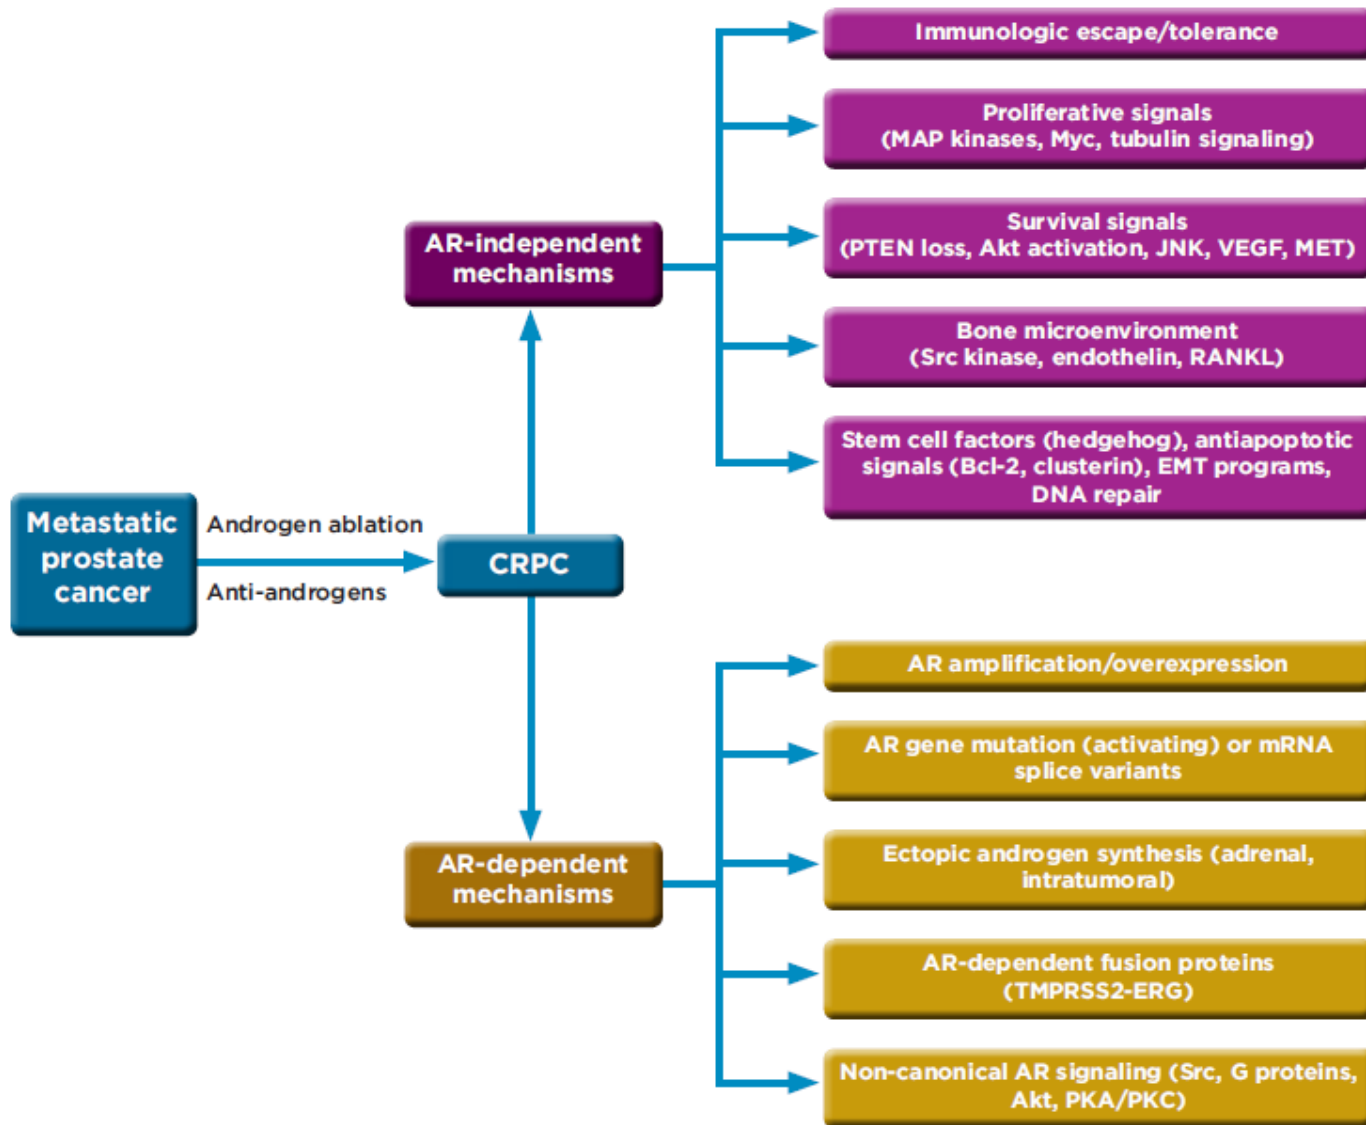 Metastatic
prostate
cancer
Androgen ablation
Anti-androgens
CRPC
AR-independent
mechanisms
Immunologic escape/tolerance
Proliferative signals
(MAP kinases, Myc, tubulin signaling)
Survival signals
(PTEN loss, Akt activation, JNK, VEGF, MET)
Bone microenvironment
(Src kinase, endothelin, RANKL)
Stem cell factors (hedgehog), antiapoptotic
signals (Bcl-2, clusterin), EMT programs,
DNA repair
AR-dependent
mechanisms
AR amplification/overexpression
AR gene mutation (activating) or mRNA
splice variants
Ectopic androgen synthesis (adrenal,
intratumoral)
AR-dependent fusion proteins
(TMPRSS2-ERG)
Non-canonical AR signaling (Src, G proteins,
Akt, PKA/PKC)